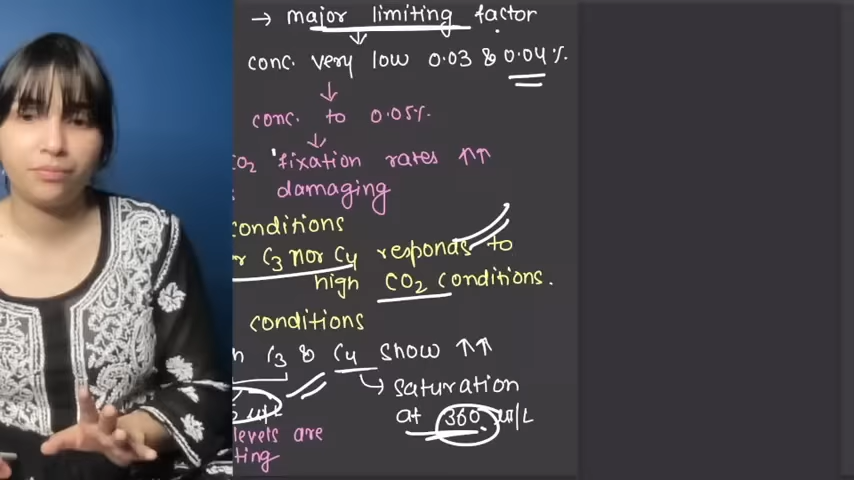 → major limiting factor
conc. very low 0.03 & 0.04%.
conc. to 0.05%.
CO2 fixation rates ↑↑
damaging
conditions
C3 nor C4 responds to
high CO2 conditions.
conditions
C3 & C4 show ↑↑
→ saturation
at 360 µl/L
levels are